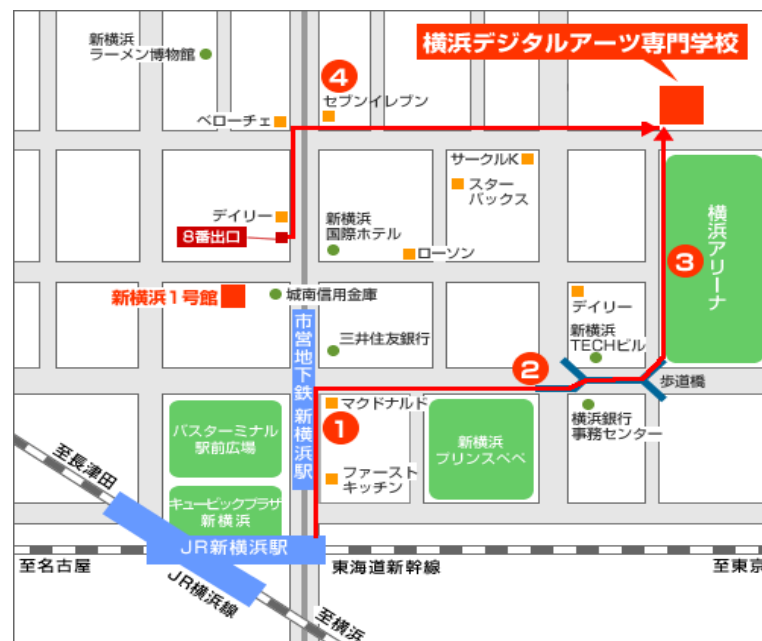 新横浜
ラーメン博物館
4
セブンイレブン
横浜デジタルアーツ専門学校
ベローチェ
サークルK
スター
バックス
デイリー
8番出口
新横浜
国際ホテル
ローソン
横浜アリーナ
3
新横浜1号館
城南信用金庫
デイリー
市営地下鉄 新横浜駅
三井住友銀行
新横浜
TECHビル
2
歩道橋
マクドナルド
1
横浜銀行
事務センター
バスターミナル
駅前広場
新横浜
プリンスペペ
ファースト
キッチン
至長津田
キュービックプラザ
新横浜
JR新横浜駅
至名古屋
東海道新幹線
至東京
JR横浜線
至横浜